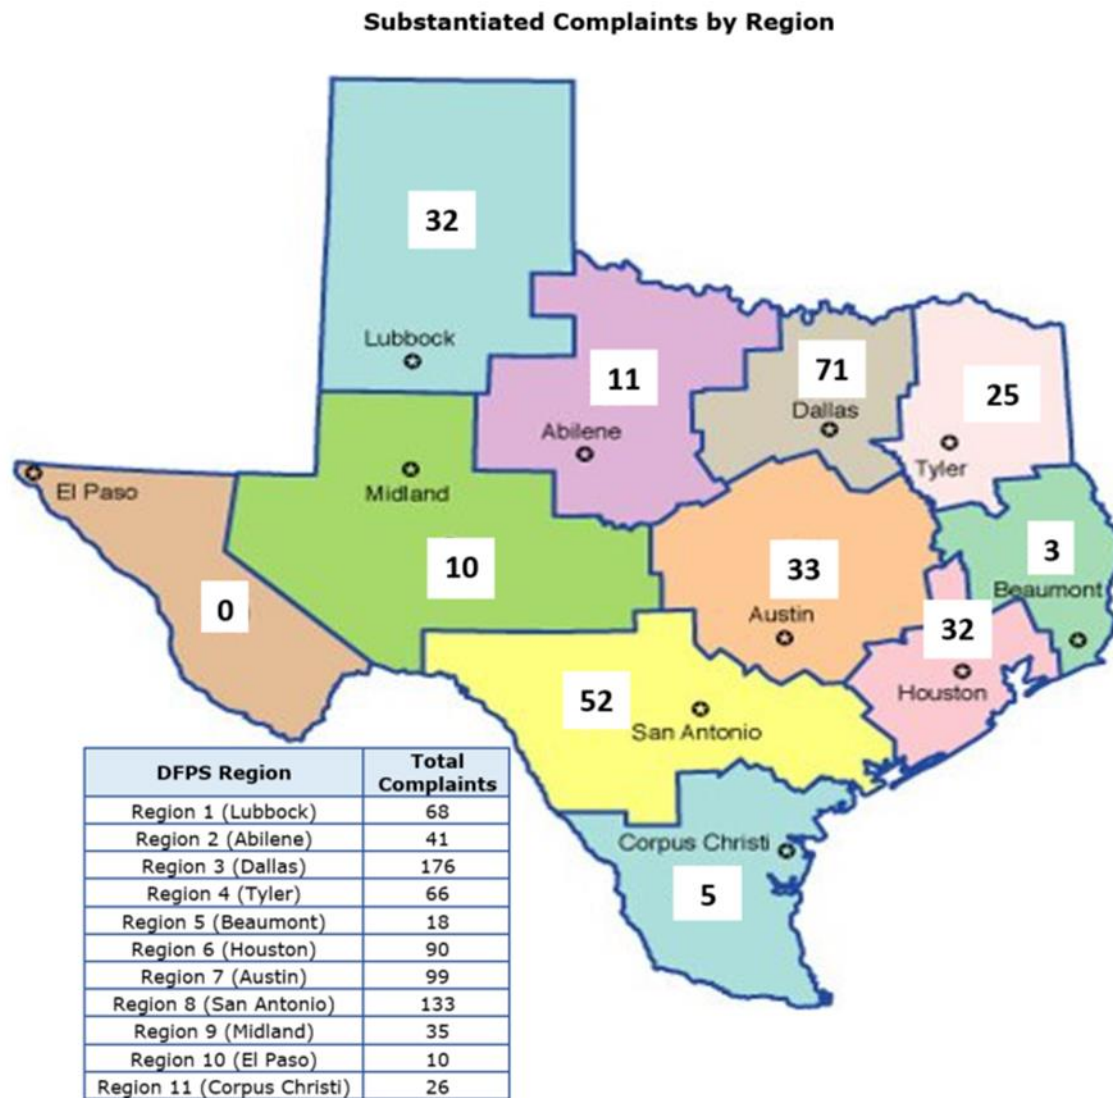 Substantiated Complaints by Region
32
Lubbock
11
Abilene
71
Dallas
25
Tyler
El Paso
Midland
0
10
33
Austin
3
Beaumont
32
Houston
52
San Antonio
Corpus Christi
5
DFPS Region Total Complaints
Region 1 (Lubbock) 68
Region 2 (Abilene) 41
Region 3 (Dallas) 176
Region 4 (Tyler) 66
Region 5 (Beaumont) 18
Region 6 (Houston) 90
Region 7 (Austin) 99
Region 8 (San Antonio) 133
Region 9 (Midland) 35
Region 10 (El Paso) 10
Region 11 (Corpus Christi) 26